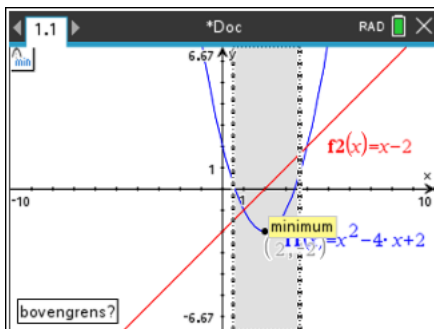 1.1 *Doc RAD
min
6.67 y
f2(x)=x-2
1
x
-10 1 10
minimum
f1(x)=x²-4·x+2
(2,-2)
bovengrens?
-6.67